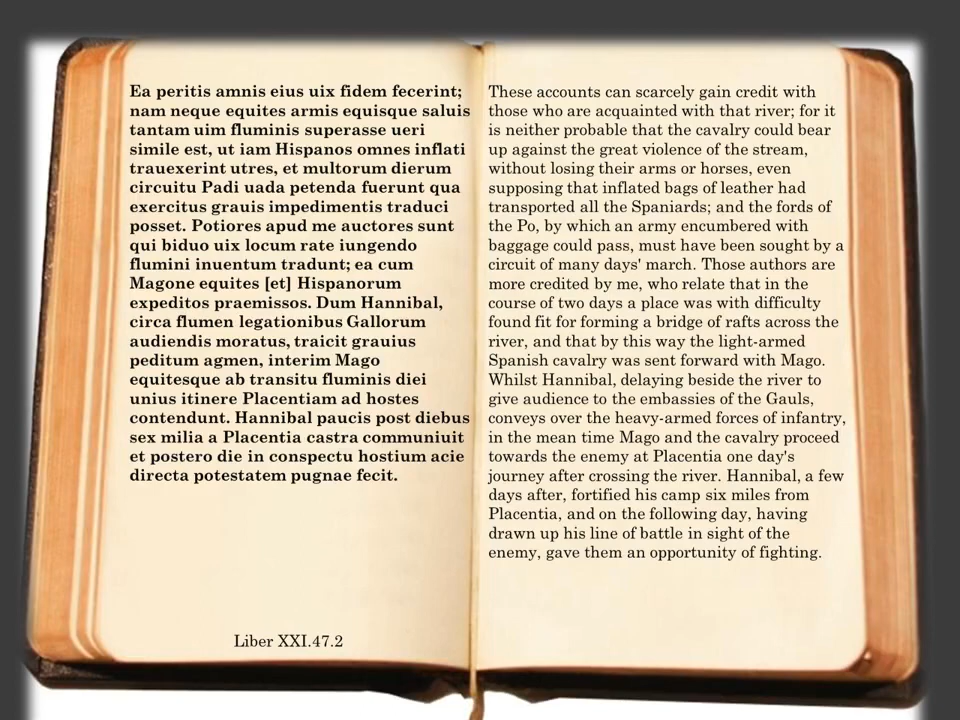 Ea peritis amnis eius uix fidem fecerint;
nam neque equites armis equisque saluis
tantam uim fluminis superasse ueri
simile est, ut iam Hispanos omnes inflati
trauexerint utres, et multorum dierum
circuitu Padi uada petenda fuerunt qua
exercitus grauis impedimentis traduci
posset. Potiores apud me auctores sunt
qui biduo uix locum rate iungendo
flumini inuentum tradunt; ea cum
Magone equites [et] Hispanorum
expeditos praemissos. Dum Hannibal,
circa flumen legationibus Gallorum
audiendis moratus, traicit grauius
peditum agmen, interim Mago
equitesque ab transitu fluminis diei
unius itinere Placentiam ad hostes
contendunt. Hannibal paucis post diebus
sex milia a Placentia castra communiuit
et postero die in conspectu hostium acie
directa potestatem pugnae fecit.
Liber XXI.47.2
These accounts can scarcely gain credit with
those who are acquainted with that river; for it
is neither probable that the cavalry could bear
up against the great violence of the stream,
without losing their arms or horses, even
supposing that inflated bags of leather had
transported all the Spaniards; and the fords of
the Po, by which an army encumbered with
baggage could pass, must have been sought by a
circuit of many days' march. Those authors are
more credited by me, who relate that in the
course of two days a place was with difficulty
found fit for forming a bridge of rafts across the
river, and that by this way the light-armed
Spanish cavalry was sent forward with Mago.
Whilst Hannibal, delaying beside the river to
give audience to the embassies of the Gauls,
conveys over the heavy-armed forces of infantry,
in the mean time Mago and the cavalry proceed
towards the enemy at Placentia one day's
journey after crossing the river. Hannibal, a few
days after, fortified his camp six miles from
Placentia, and on the following day, having
drawn up his line of battle in sight of the
enemy, gave them an opportunity of fighting.